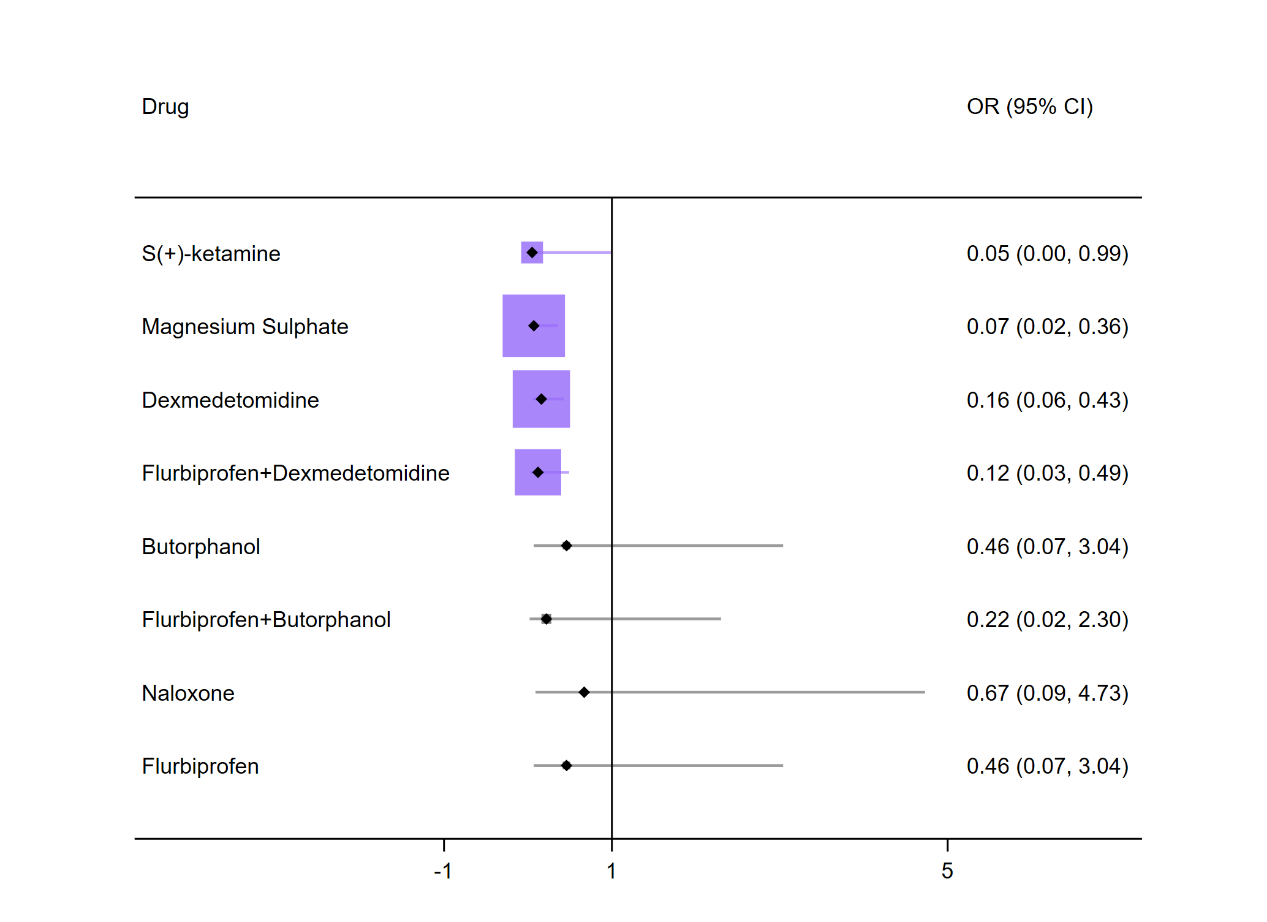 Drug OR (95% CI)
S(+)-ketamine 0.05 (0.00, 0.99)
Magnesium Sulphate 0.07 (0.02, 0.36)
Dexmedetomidine 0.16 (0.06, 0.43)
Flurbiprofen+Dexmedetomidine 0.12 (0.03, 0.49)
Butorphanol 0.46 (0.07, 3.04)
Flurbiprofen+Butorphanol 0.22 (0.02, 2.30)
Naloxone 0.67 (0.09, 4.73)
Flurbiprofen 0.46 (0.07, 3.04)
-1 1 5